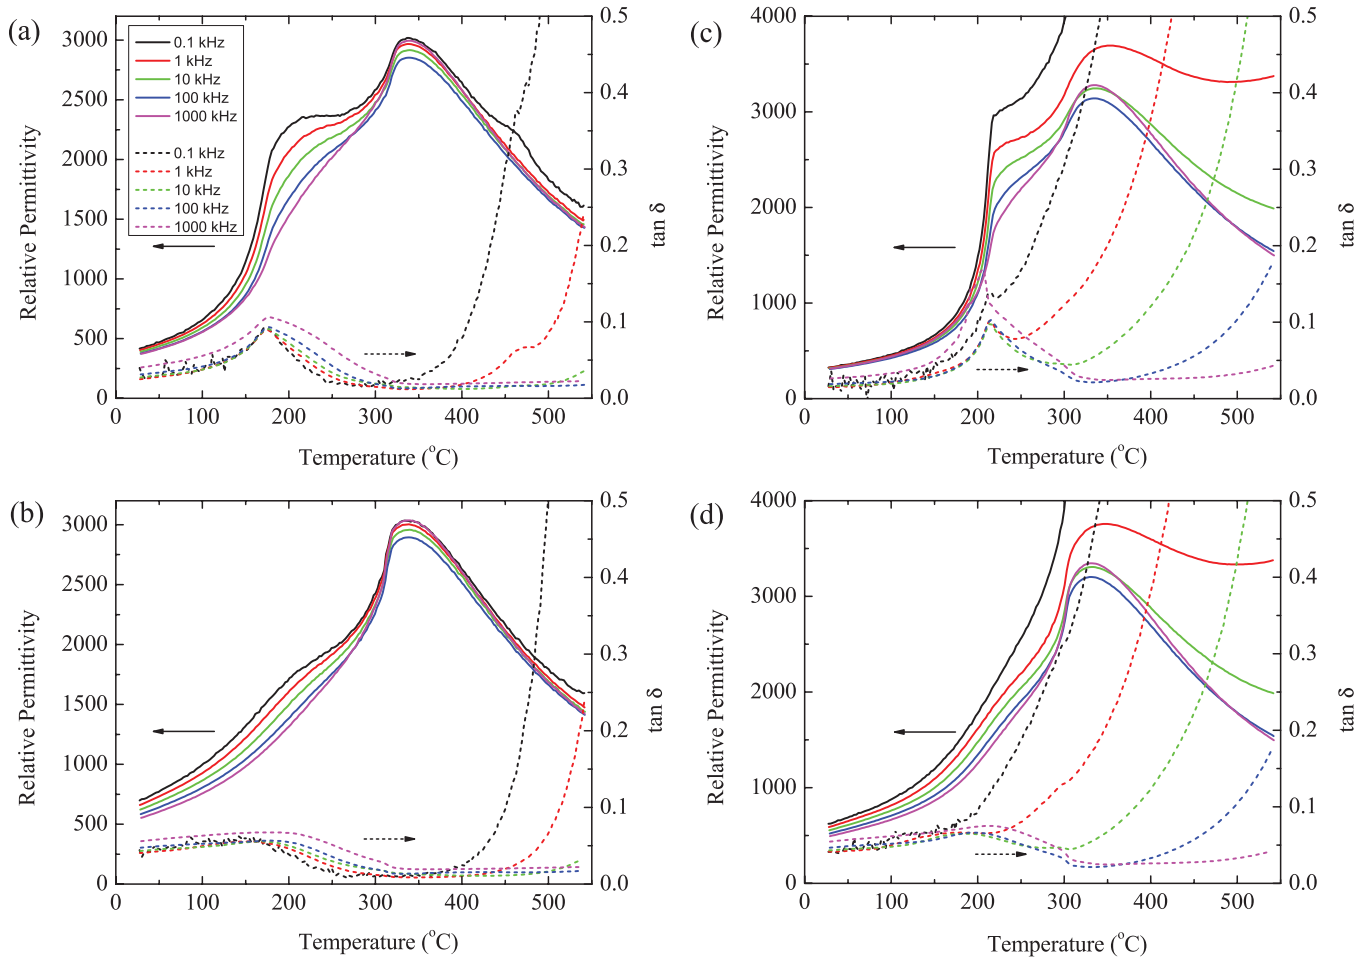 (a)
3000
2500
2000
1500
1000
500
0
Relative Permittivity
0.1 kHz
1 kHz
10 kHz
100 kHz
1000 kHz
0.1 kHz
1 kHz
10 kHz
100 kHz
1000 kHz
0.5
0.4
0.3
0.2
0.1
0.0
tan δ
0 100 200 300 400 500
Temperature (°C)
(c)
4000
3000
2000
1000
0
Relative Permittivity
0.5
0.4
0.3
0.2
0.1
0.0
tan δ
0 100 200 300 400 500
Temperature (°C)
(b)
3000
2500
2000
1500
1000
500
0
Relative Permittivity
0.5
0.4
0.3
0.2
0.1
0.0
tan δ
0 100 200 300 400 500
Temperature (°C)
(d)
4000
3000
2000
1000
0
Relative Permittivity
0.5
0.4
0.3
0.2
0.1
0.0
tan δ
0 100 200 300 400 500
Temperature (°C)